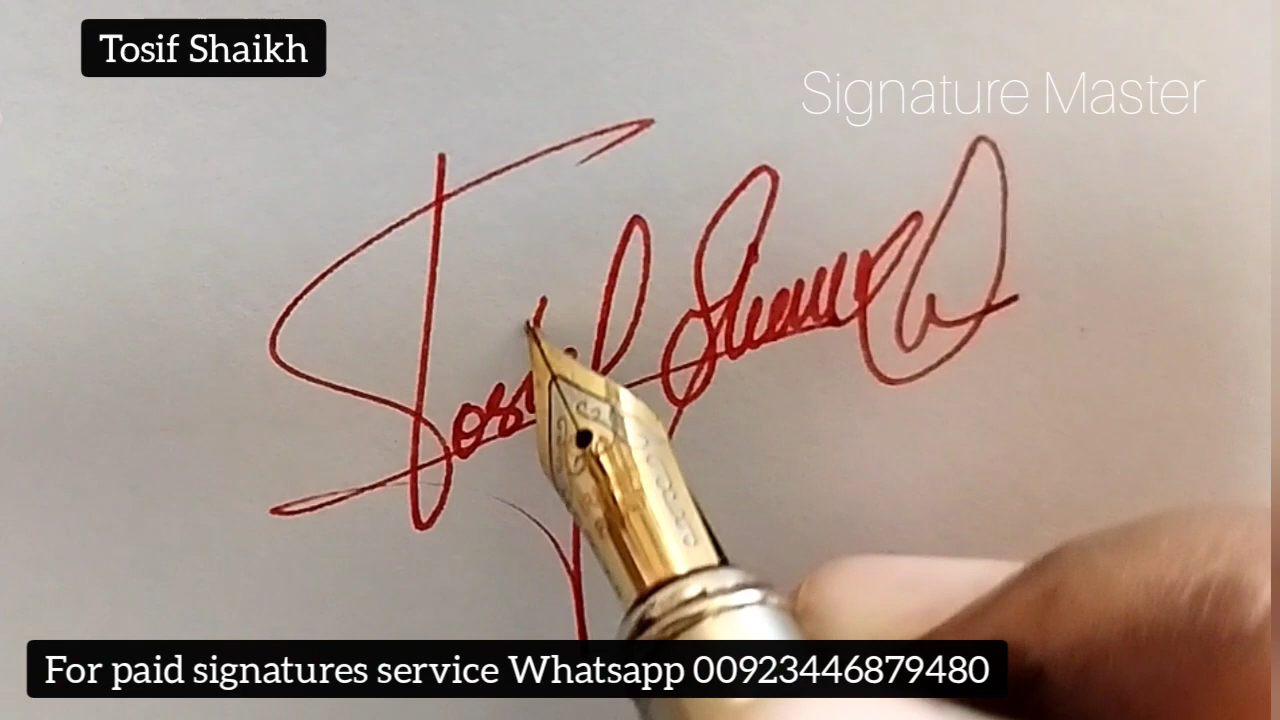 Tosif Shaikh
Signature Master
For paid signatures service Whatsapp 00923446879480